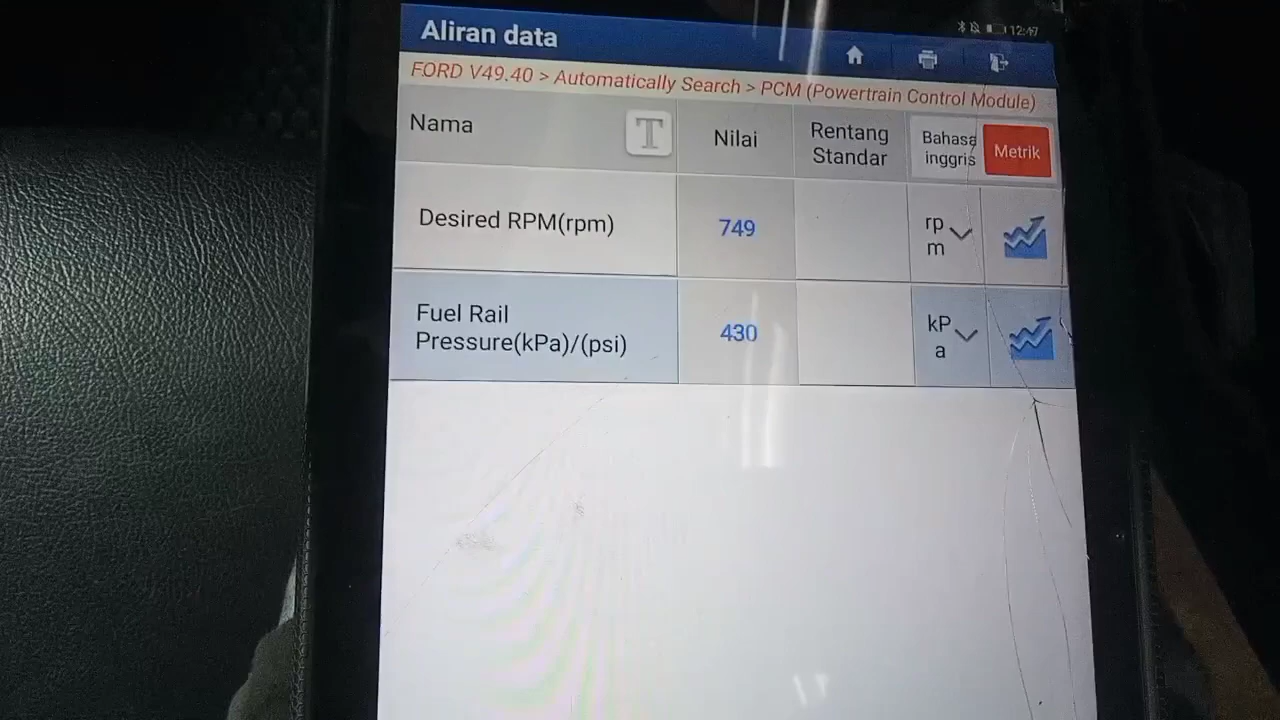 12:47
Aliran data
FORD V49.40 > Automatically Search > PCM (Powertrain Control Module)
Nama
T
Nilai
Rentang
Standar
Bahasa
inggris
Metrik
Desired RPM(rpm)
749
rp
m
Fuel Rail
Pressure(kPa)/(psi)
430
kP
a